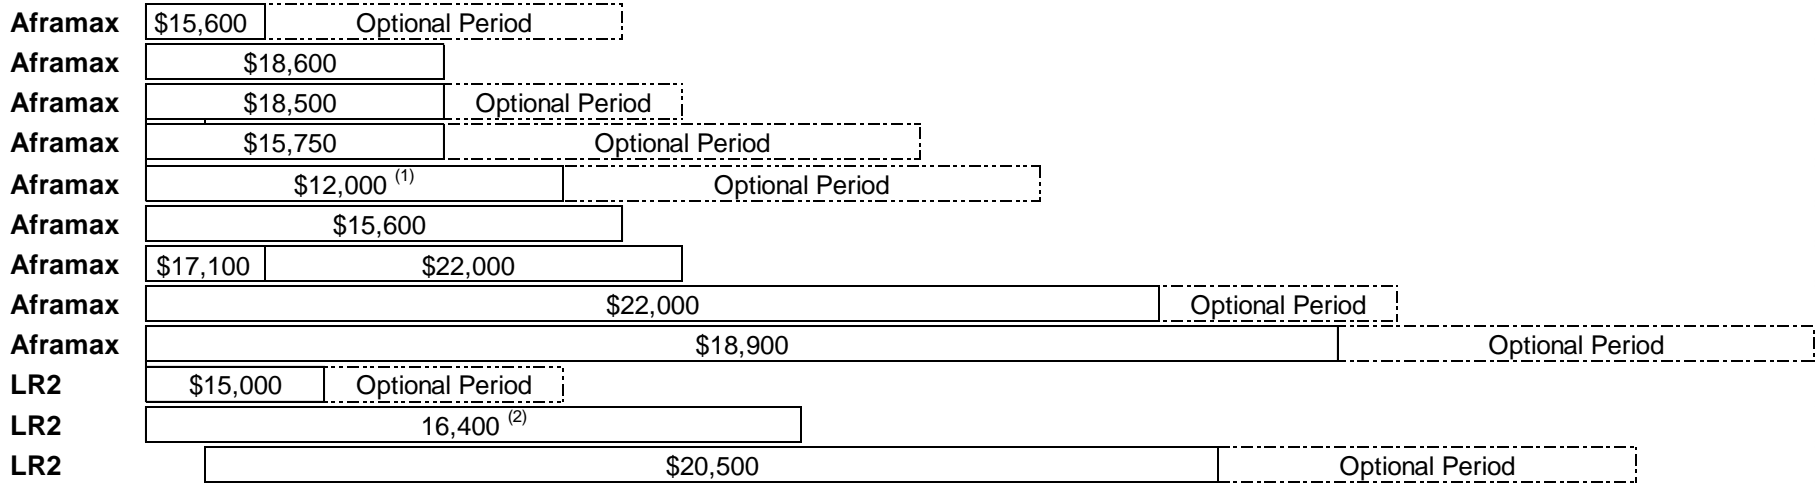 Aframax $15,600 Optional Period
Aframax $18,600
Aframax $18,500 Optional Period
Aframax $15,750 Optional Period
Aframax $12,000 (1) Optional Period
Aframax $15,600
Aframax $17,100 $22,000
Aframax $22,000 Optional Period
Aframax $18,900 Optional Period
LR2 $15,000 Optional Period
LR2 16,400 (2)
LR2 $20,500 Optional Period